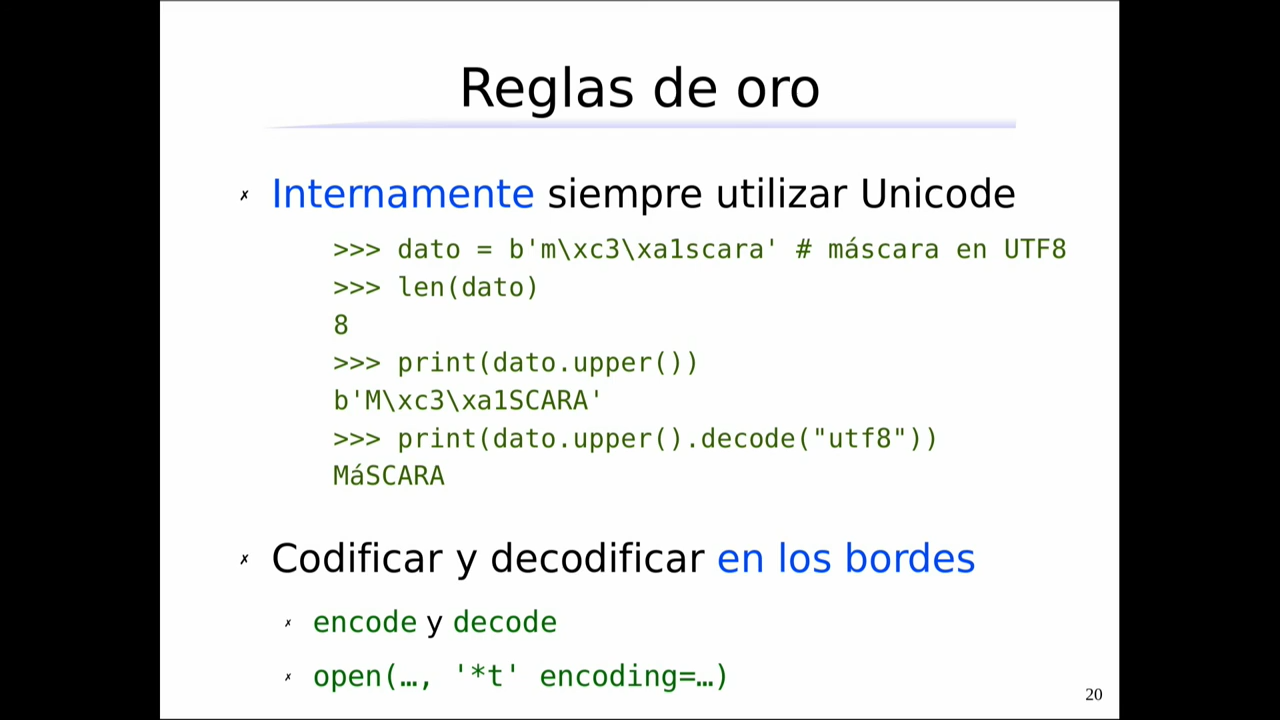 Reglas de oro
✗ Internamente siempre utilizar Unicode
>>> dato = b'm\xc3\xa1scara' # máscara en UTF8
>>> len(dato)
8
>>> print(dato.upper())
b'M\xc3\xa1SCARA'
>>> print(dato.upper().decode("utf8"))
MáSCARA
✗ Codificar y decodificar en los bordes
✗ encode y decode
✗ open(…, '*t' encoding=…)
20